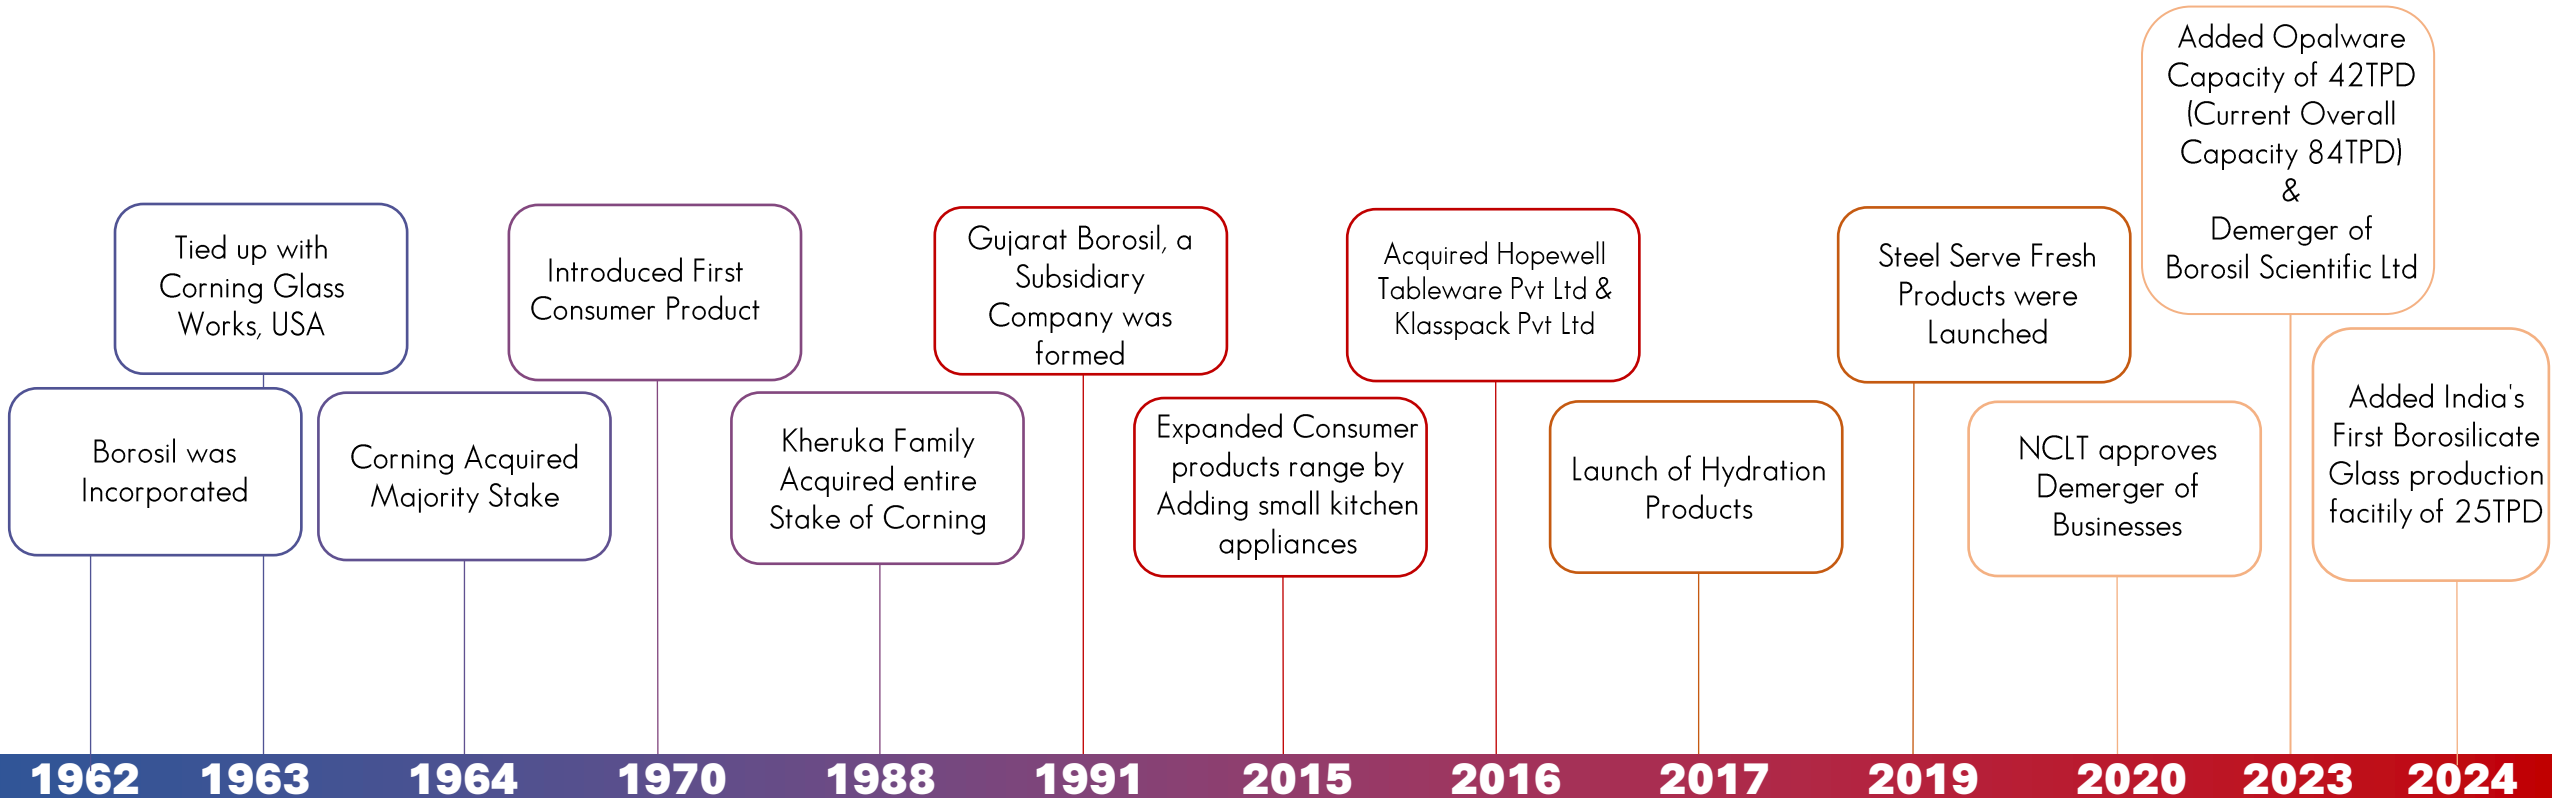 Borosil was
Incorporated
Tied up with
Corning Glass
Works, USA
Corning Acquired
Majority Stake
Introduced First
Consumer Product
Kheruka Family
Acquired entire
Stake of Corning
Gujarat Borosil, a
Subsidiary
Company was
formed
Expanded Consumer
products range by
Adding small kitchen
appliances
Acquired Hopewell
Tableware Pvt Ltd &
Klasspack Pvt Ltd
Launch of Hydration
Products
Steel Serve Fresh
Products were
Launched
NCLT approves
Demerger of
Businesses
Added Opalware
Capacity of 42TPD
(Current Overall
Capacity 84TPD)
&
Demerger of
Borosil Scientific Ltd
Added India's
First Borosilicate
Glass production
facitily of 25TPD
1962 1963 1964 1970 1988 1991 2015 2016 2017 2019 2020 2023 2024